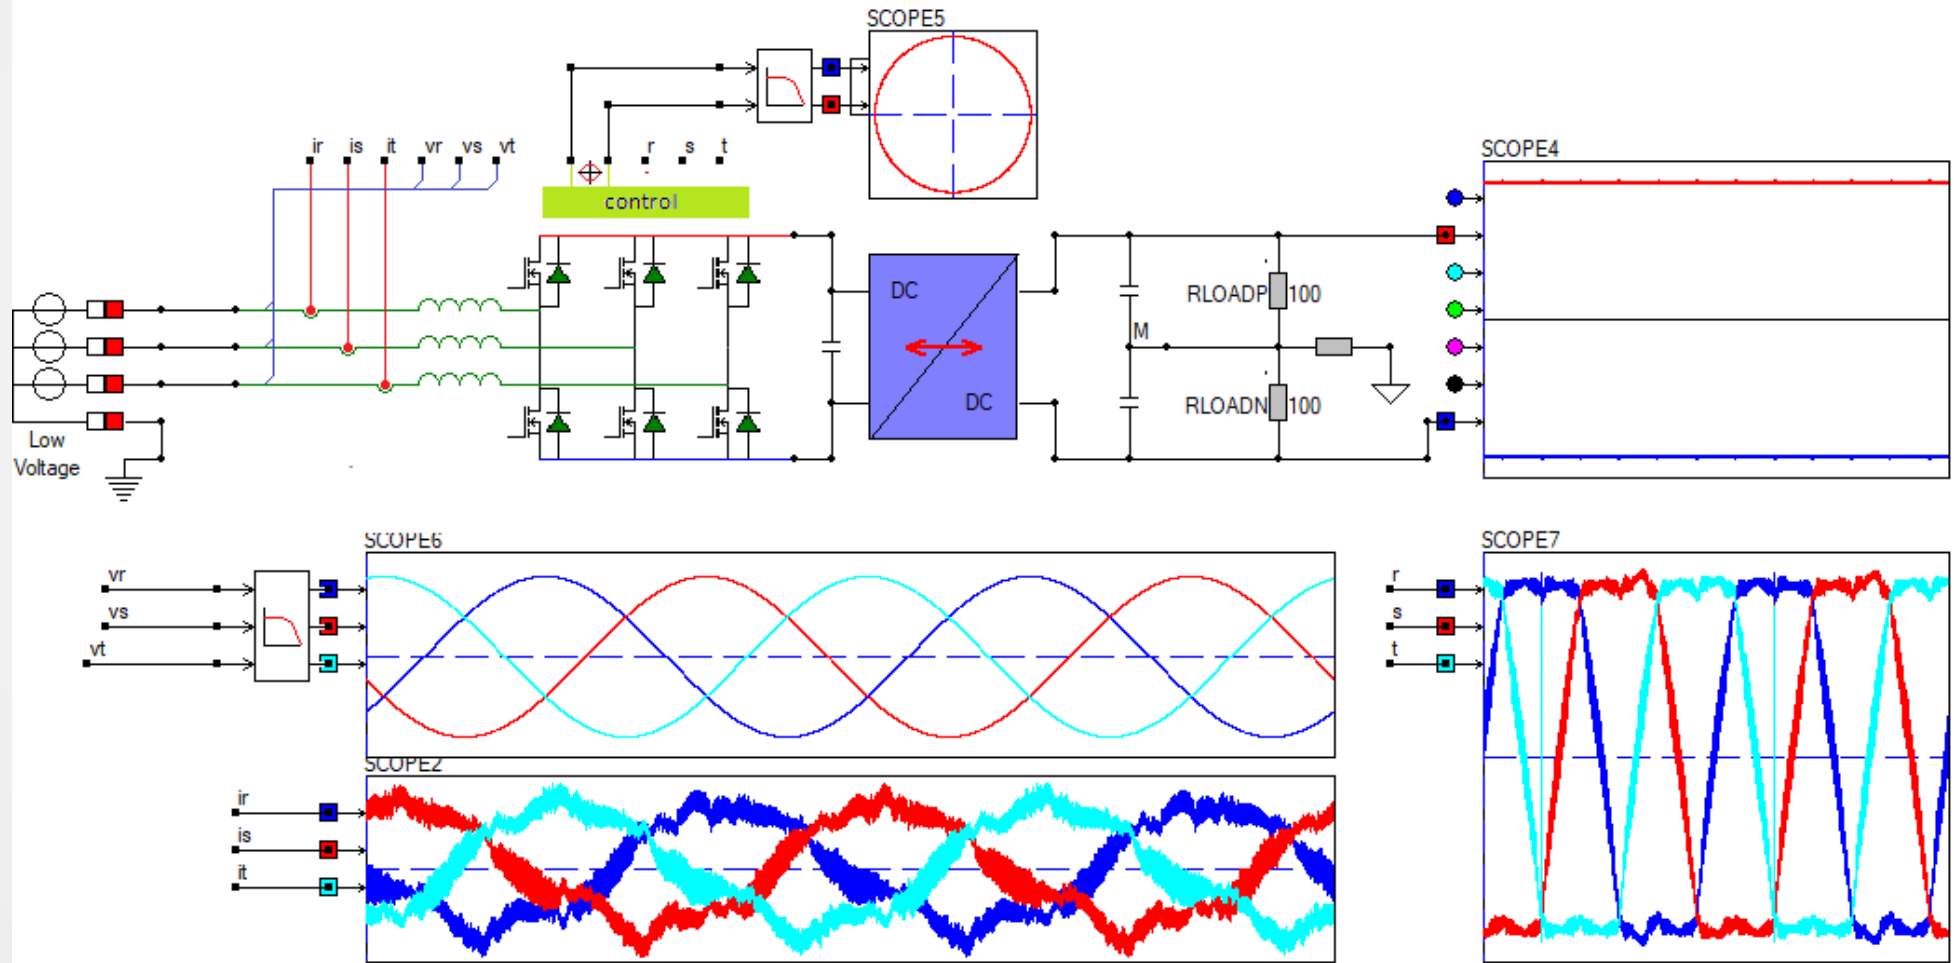 SCOPE5
ir is it vr vs vt
r s t
SCOPE4
control
DC
RLOADP 100
M
DC
RLOADN 100
Low
Voltage
SCOPE6
SCOPE7
vr
vs
vt
r
s
t
SCOPE2
ir
is
it